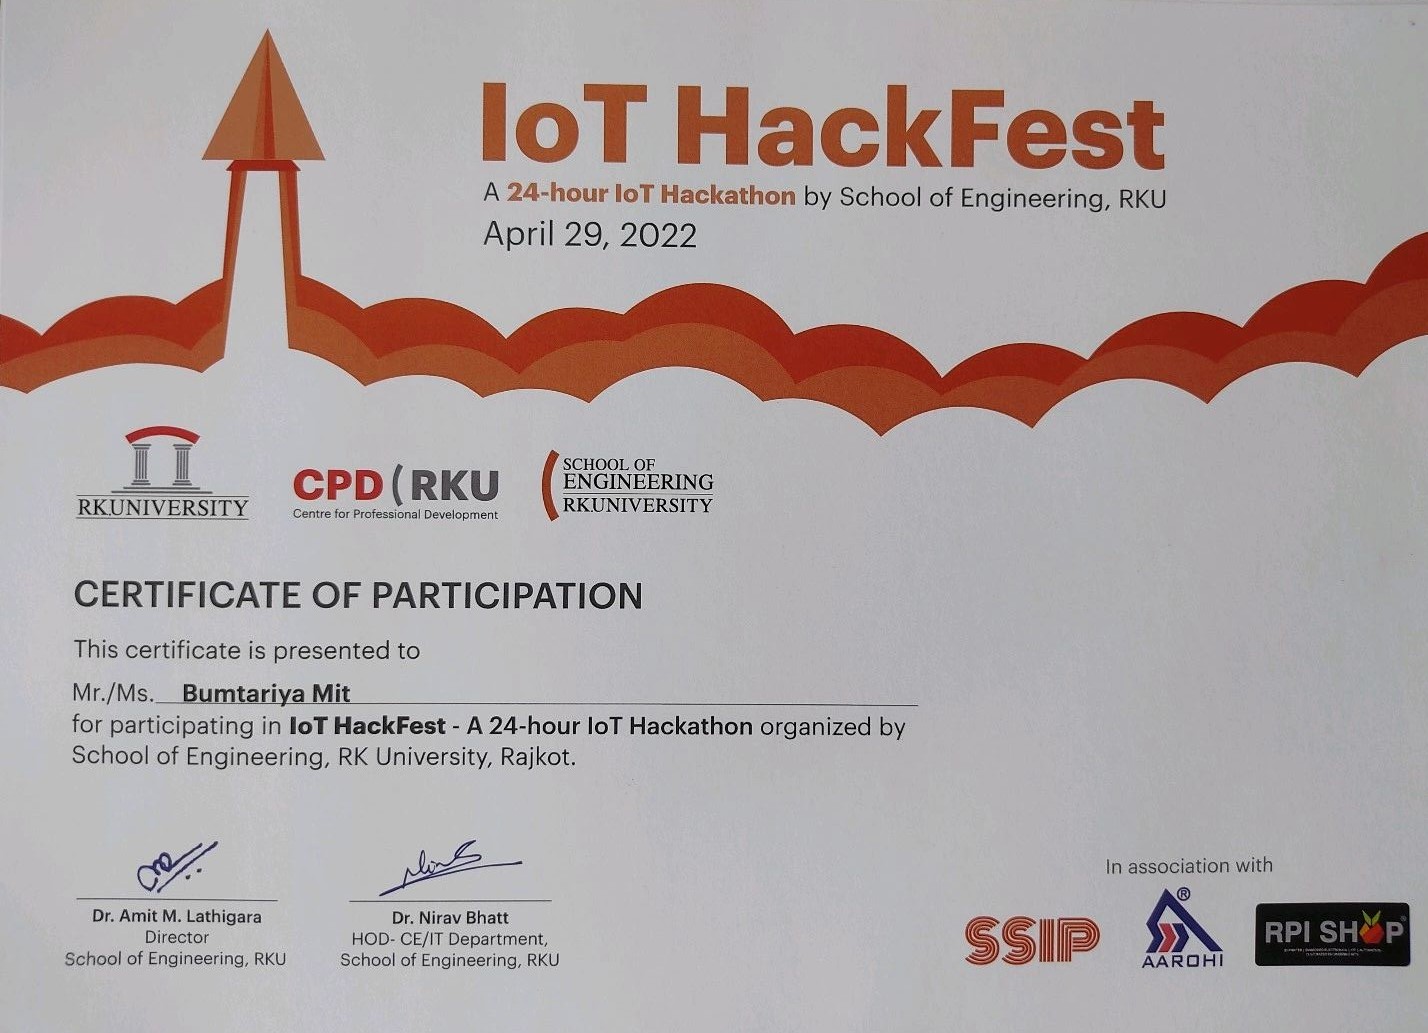 IoT HackFest
A 24-hour IoT Hackathon by School of Engineering, RKU
April 29, 2022
RKUNIVERSITY
CPD(RKU
Centre for Professional Development
SCHOOL OF
ENGINEERING
RKUNIVERSITY
CERTIFICATE OF PARTICIPATION
This certificate is presented to
Mr./Ms. Bumtariya Mit
for participating in IoT HackFest - A 24-hour IoT Hackathon organized by
School of Engineering, RK University, Rajkot.
Dr. Amit M. Lathigara
Director
School of Engineering, RKU
Dr. Nirav Bhatt
HOD- CE/IT Department,
School of Engineering, RKU
In association with
SSIP
®
AAROHI
RPI SHOP®